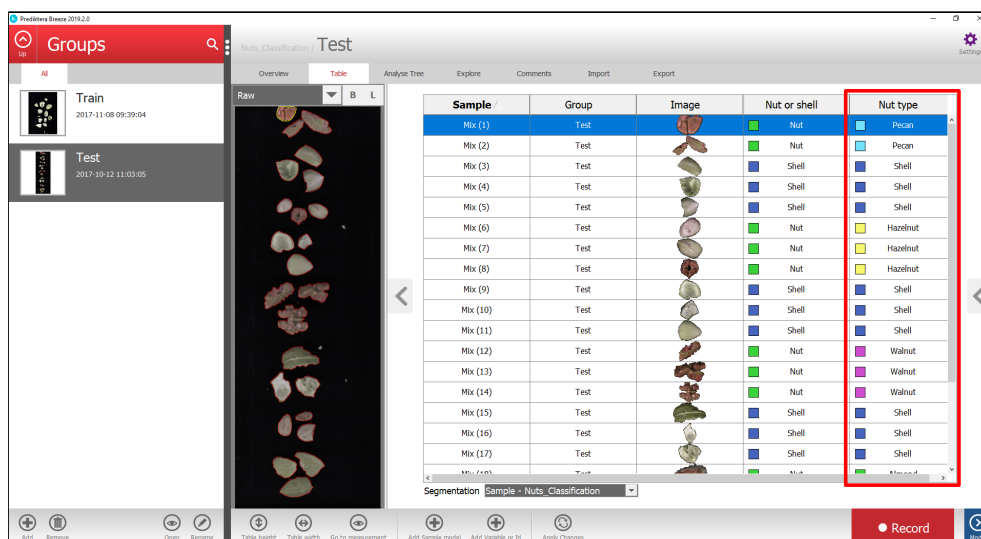 Prediktera Breeze 2019.2.0
Up
Groups
Nuts_Classification / Test
Settings
All
Overview Table Analyse Tree Explore Comments Import Export
Train
2017-11-08 09:39:04
Test
2017-10-12 11:03:05
Raw B L
Sample / Group Image Nut or shell Nut type
Mix (1) Test Nut Pecan
Mix (2) Test Nut Pecan
Mix (3) Test Shell Shell
Mix (4) Test Shell Shell
Mix (5) Test Shell Shell
Mix (6) Test Nut Hazelnut
Mix (7) Test Nut Hazelnut
Mix (8) Test Nut Hazelnut
Mix (9) Test Shell Shell
Mix (10) Test Shell Shell
Mix (11) Test Shell Shell
Mix (12) Test Nut Walnut
Mix (13) Test Nut Walnut
Mix (14) Test Nut Walnut
Mix (15) Test Shell Shell
Mix (16) Test Shell Shell
Mix (17) Test Shell Shell
Mix (18) Test Nut Almond
Segmentation Sample - Nuts_Classification
Add Remove Open Rename Table height Table width Go to measurement Add Sample model Add Variable or Id Apply Changes Record